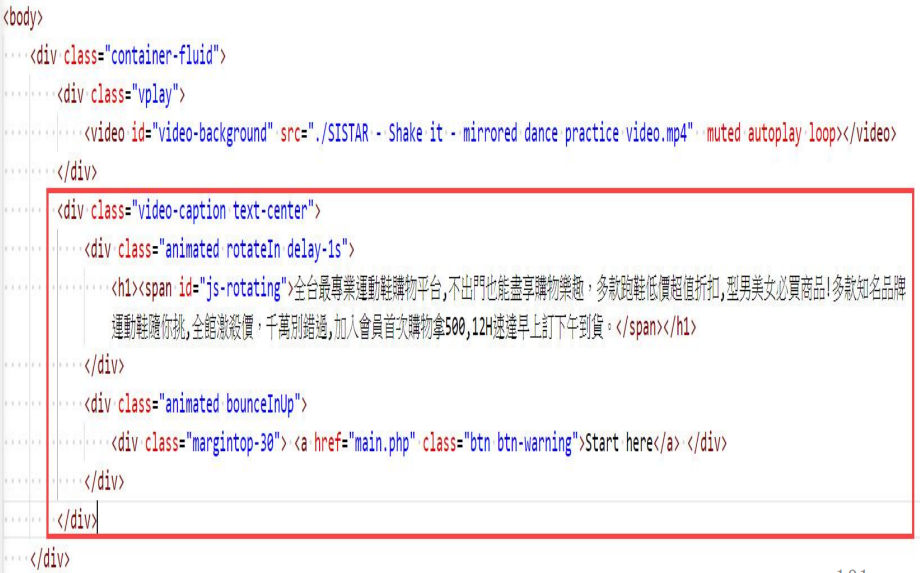 <body>
<div class="container-fluid">
<div class="vplay">
<video id="video-background" src="./SISTAR - Shake it - mirrored dance practice video.mp4"  muted autoplay loop></video>
</div>
<div class="video-caption text-center">
<div class="animated rotateIn delay-1s">
<h1><span id="js-rotating">全台最專業運動鞋購物平台,不出門也能盡享購物樂趣，多款跑鞋低價超值折扣,型男美女必買商品!多款知名品牌
運動鞋隨你挑,全館激殺價，千萬別錯過,加入會員首次購物拿500,12H速達早上訂下午到貨。</span></h1>
</div>
<div class="animated bounceInUp">
<div class="margintop-30"> <a href="main.php" class="btn btn-warning">Start here</a> </div>
</div>
</div>
</div>